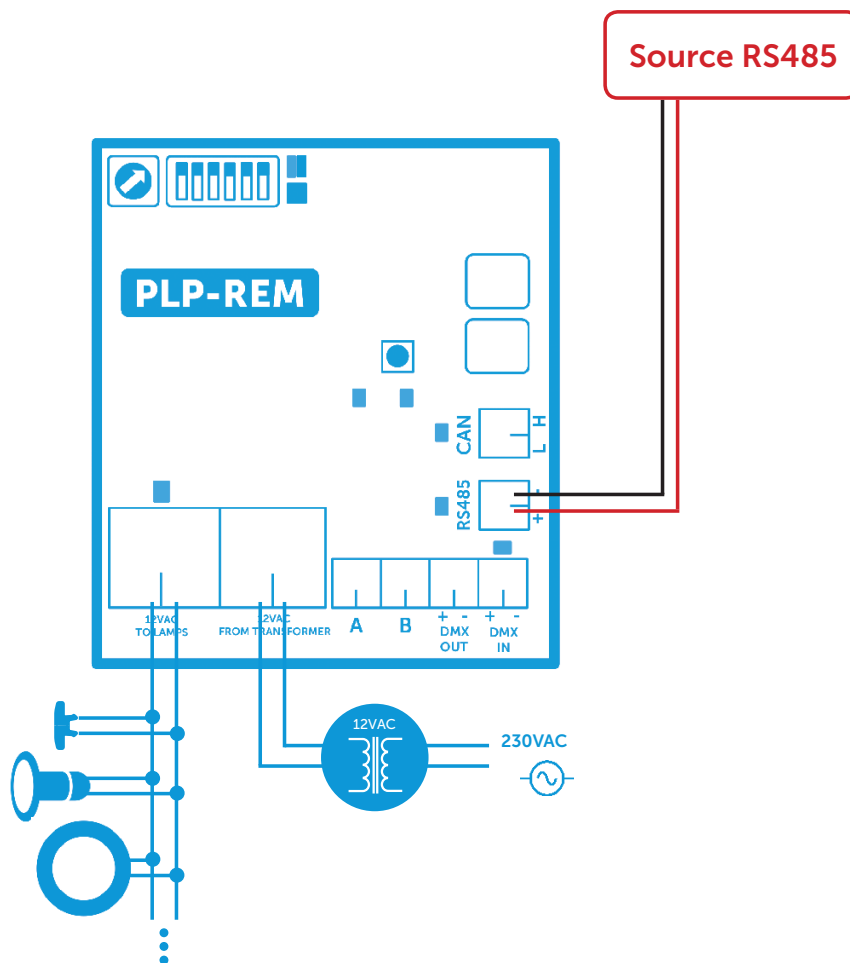 Source RS485
PLP-REM
CAN
H
L
RS485
-
+
12VAC
TO LAMPS
12VAC
FROM TRANSFORMER
A
B
+ -
DMX
OUT
+ -
DMX
IN
12VAC
230VAC